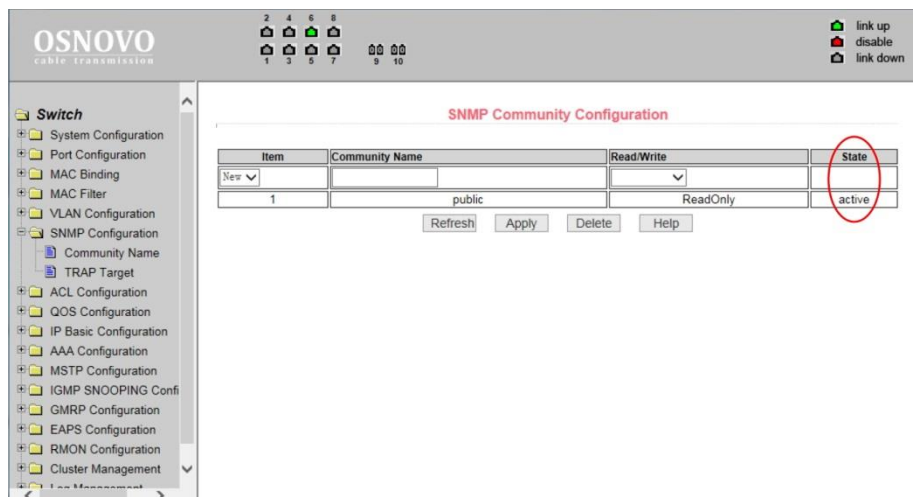 OSNOVO
cable transmission
2 4 6 8
1 3 5 7 9 10
link up
disable
link down
Switch
System Configuration
Port Configuration
MAC Binding
MAC Filter
VLAN Configuration
SNMP Configuration
Community Name
TRAP Target
ACL Configuration
QOS Configuration
IP Basic Configuration
AAA Configuration
MSTP Configuration
IGMP SNOOPING Confi
GMRP Configuration
EAPS Configuration
RMON Configuration
Cluster Management
Log Management
SNMP Community Configuration
Item Community Name Read/Write State
New
1 public ReadOnly active
Refresh Apply Delete Help